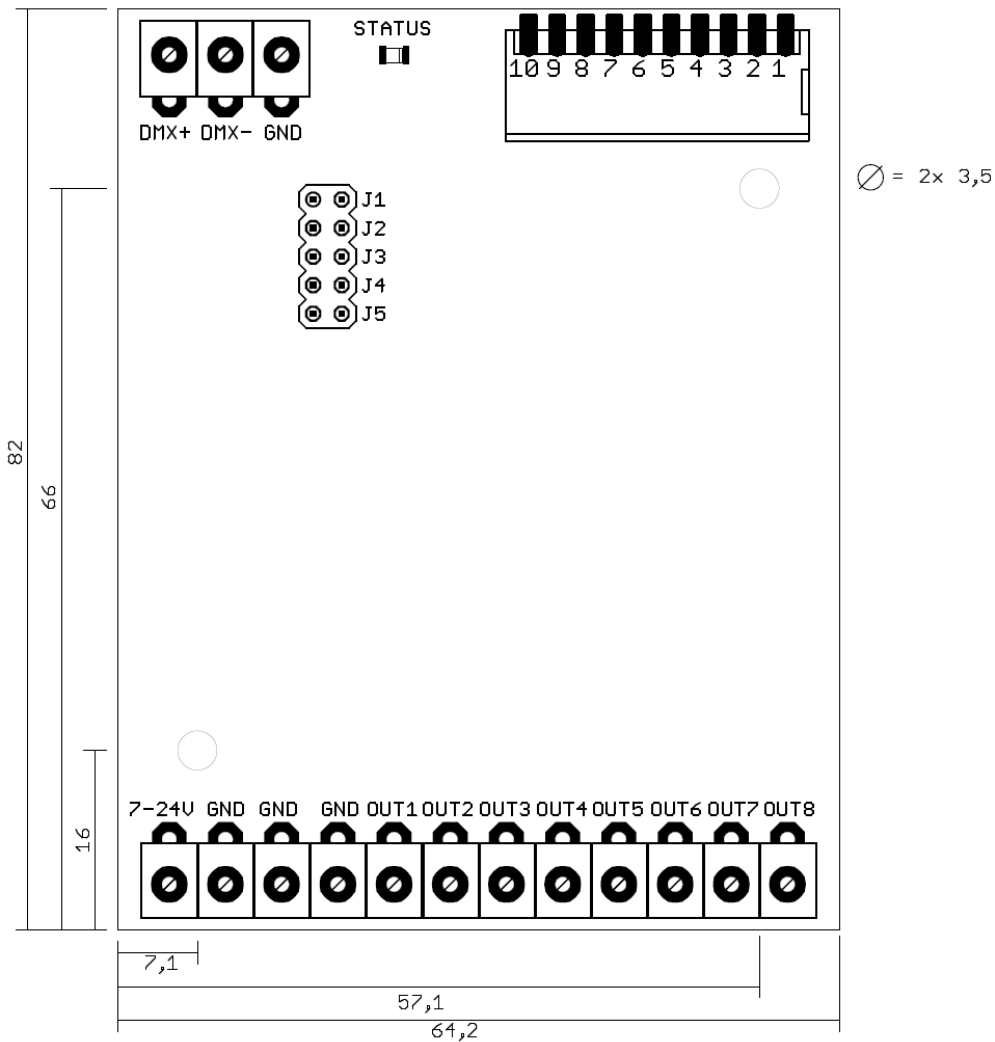 STATUS
10 9 8 7 6 5 4 3 2 1
DMX+ DMX- GND
= 2x 3,5
J1
J2
J3
J4
J5
82
66
16
7-24V GND GND GND OUT1 OUT2 OUT3 OUT4 OUT5 OUT6 OUT7 OUT8
7,1
57,1
64,2